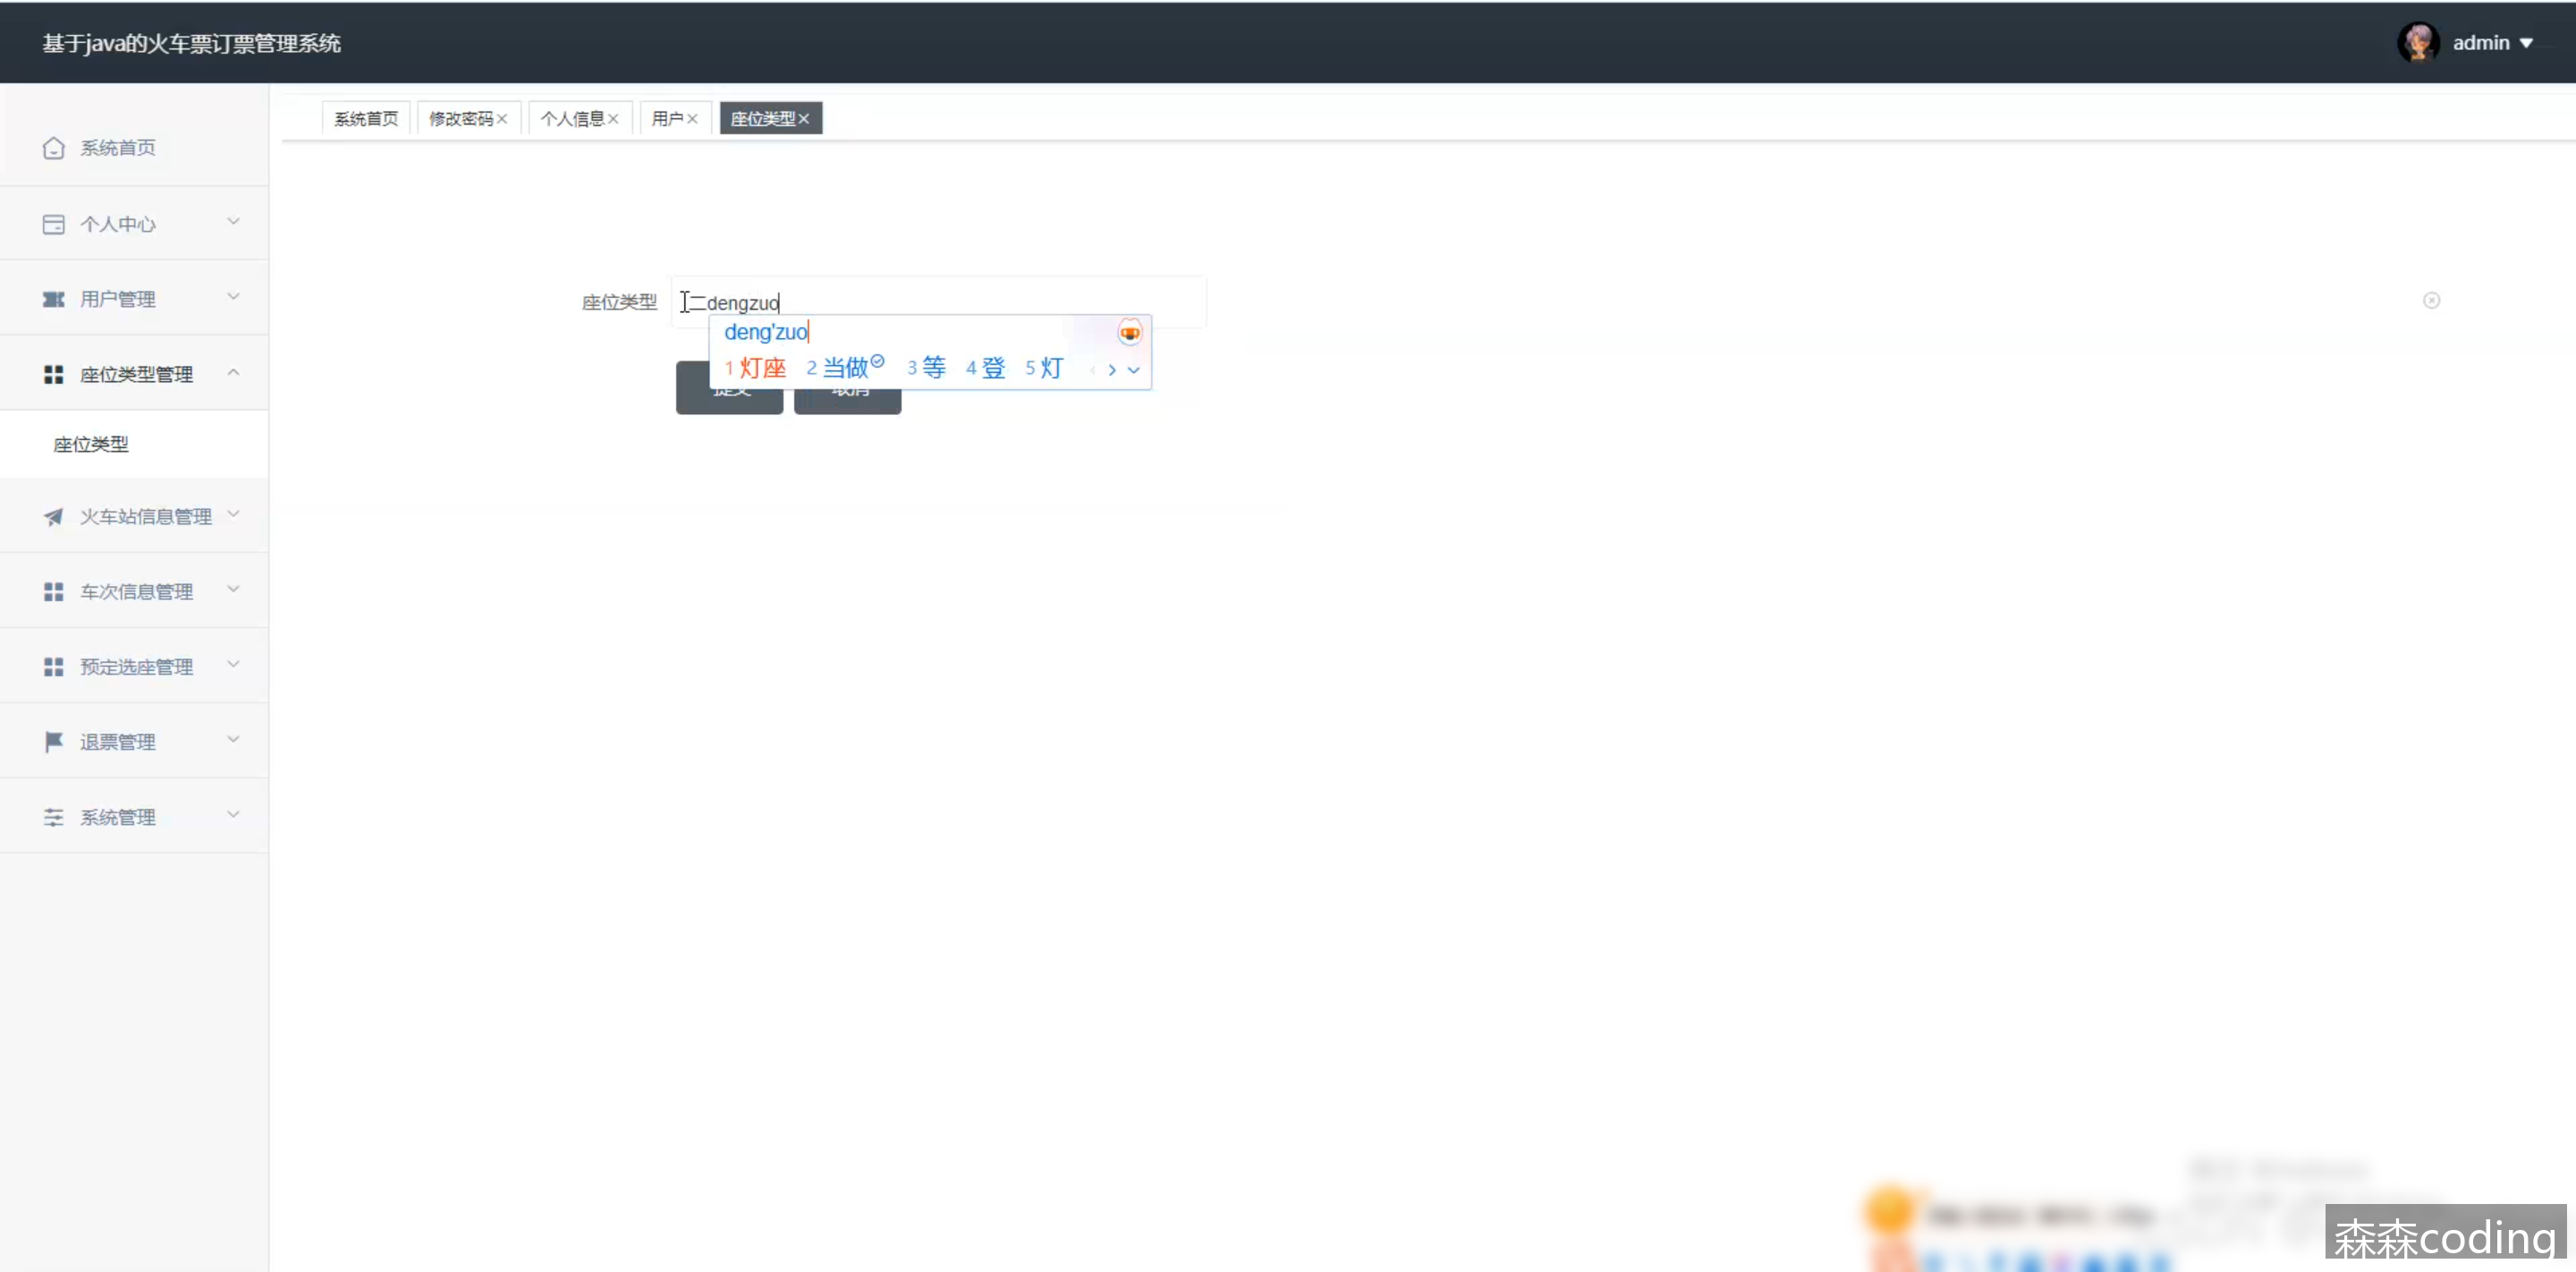 基于java的火车票订票管理系统
admin
系统首页 修改密码 个人信息 用户 座位类型
系统首页
个人中心
用户管理
座位类型管理
座位类型
火车站信息管理
车次信息管理
预定选座管理
退票管理
系统管理
座位类型 二dengzuo
deng'zuo
1 灯座 2 当做 3 等 4 登 5 灯
提交 取消
森森coding